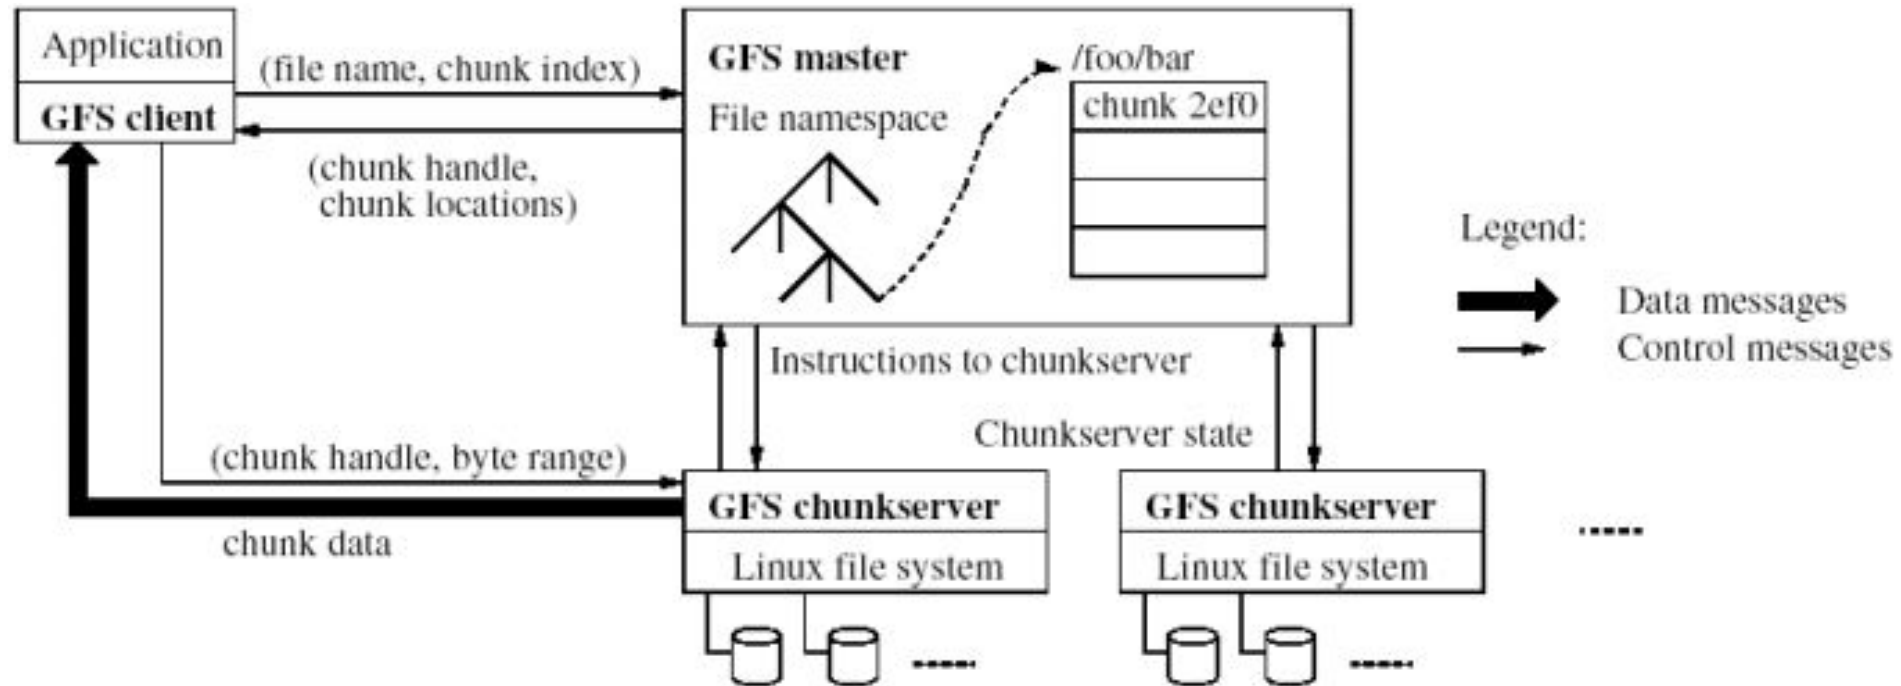 Application
GFS client
(file name, chunk index)
(chunk handle,
chunk locations)
GFS master
File namespace
/foo/bar
chunk 2ef0
Legend:
Data messages
Control messages
Instructions to chunkserver
Chunkserver state
(chunk handle, byte range)
chunk data
GFS chunkserver
Linux file system
GFS chunkserver
Linux file system